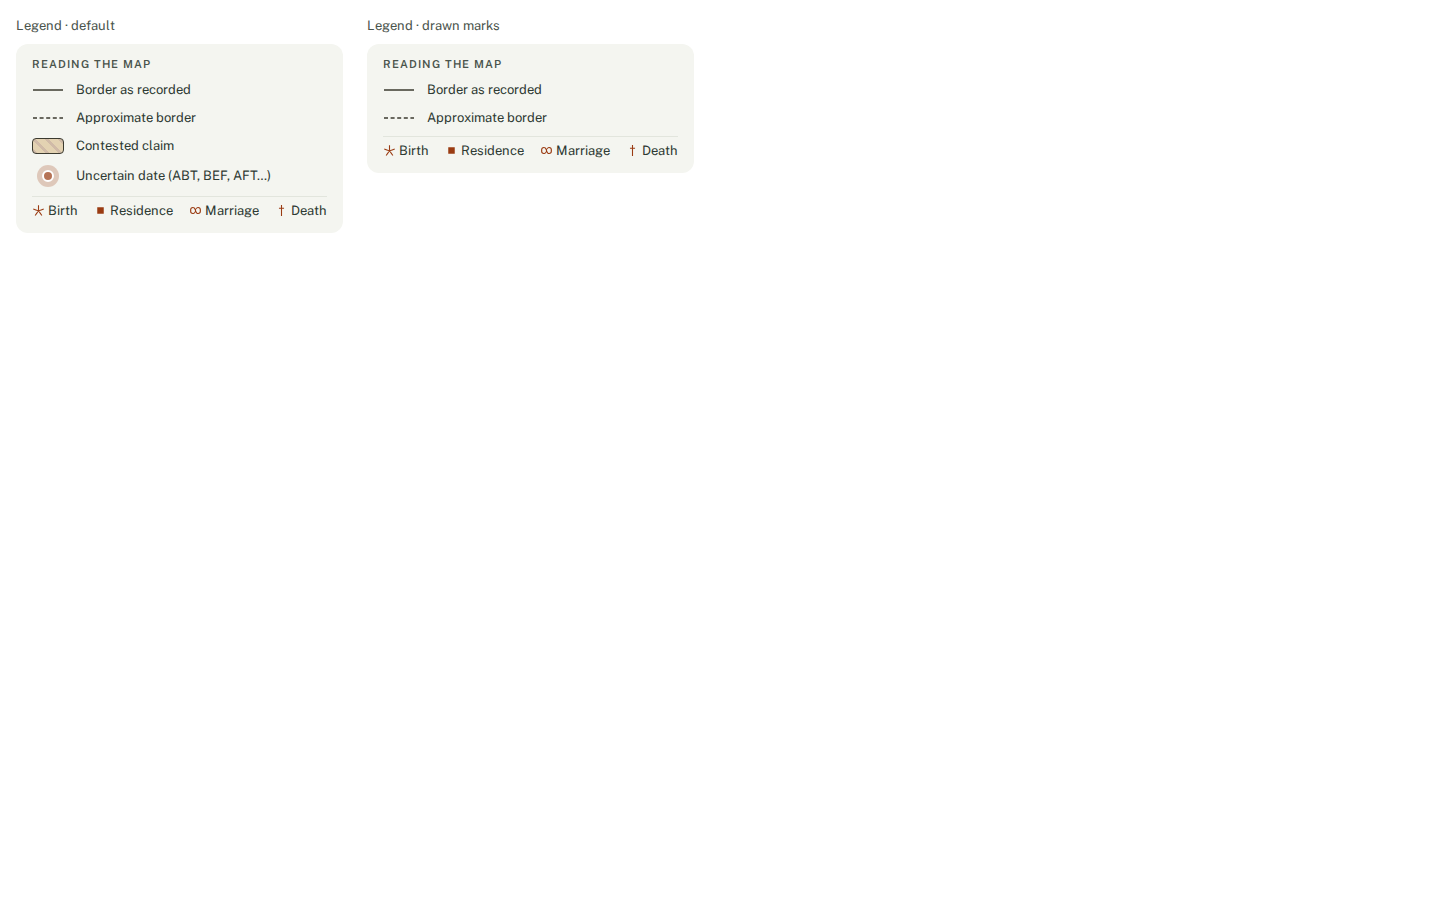 Legend · default
READING THE MAP
Border as recorded
Approximate border
Contested claim
Uncertain date (ABT, BEF, AFT…)
Birth Residence Marriage Death
Legend · drawn marks
READING THE MAP
Border as recorded
Approximate border
Birth Residence Marriage Death